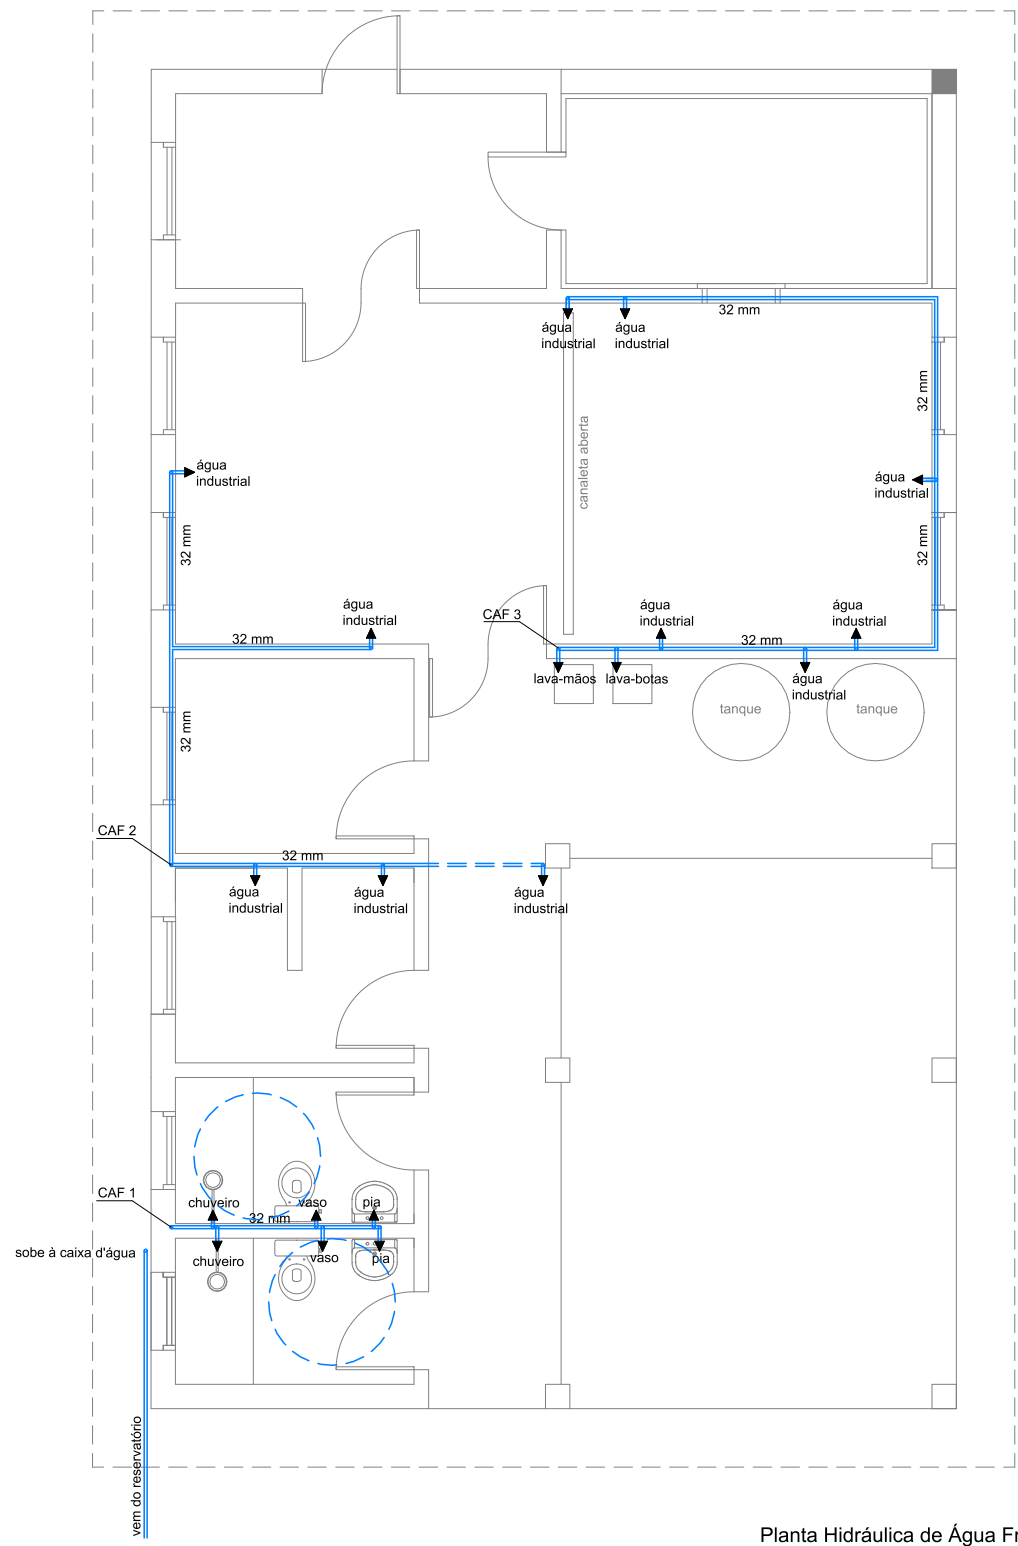 32 mm
água
industrial
água
industrial
32 mm
canaleta aberta
água
industrial
água
industrial
32 mm
32 mm
água
industrial
CAF 3
água
industrial
água
industrial
32 mm
32 mm
lava-mãos
lava-botas
água
industrial
tanque
tanque
32 mm
CAF 2
32 mm
água
industrial
água
industrial
água
industrial
CAF 1
chuveiro
vaso
pia
32 mm
sobe à caixa d'água
chuveiro
vaso
pia
vem do reservatório
Planta Hidráulica de Água